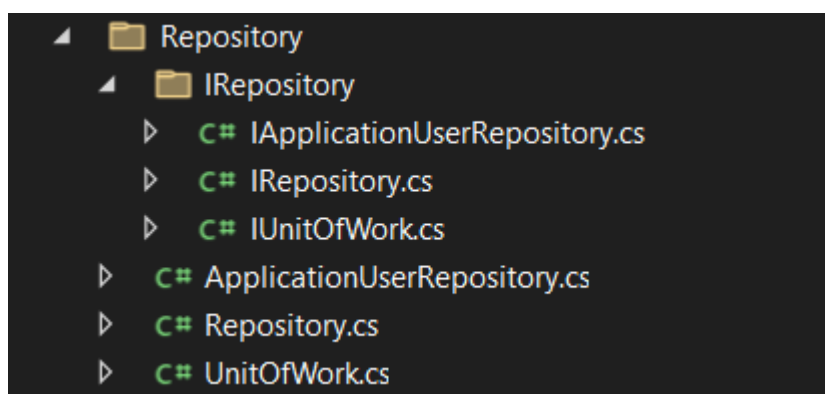 Repository
IRepository
C# IApplicationUserRepository.cs
C# IRepository.cs
C# IUnitOfWork.cs
C# ApplicationUserRepository.cs
C# Repository.cs
C# UnitOfWork.cs